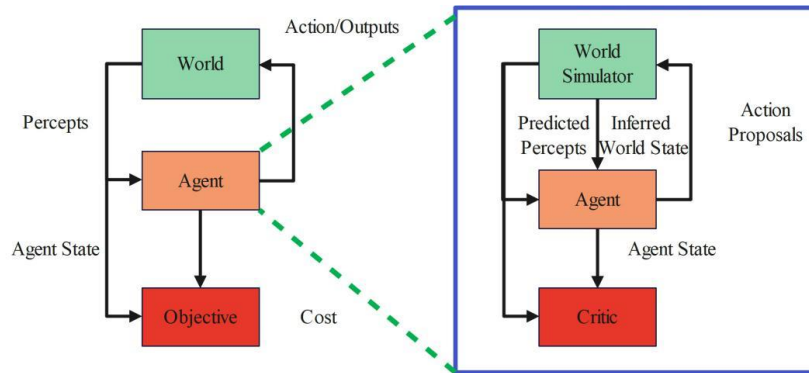 Action/Outputs
World
Percepts
Agent
Agent State
Objective
Cost
World
Simulator
Predicted
Percepts
Inferred
World State
Action
Proposals
Agent
Agent State
Critic